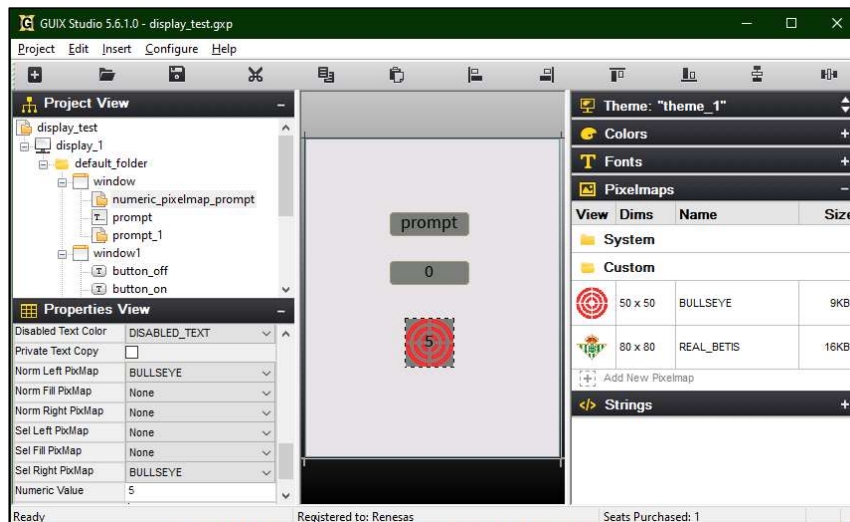 GUIX Studio 5.6.1.0 - display_test.gxp
Project Edit Insert Configure Help
Project View
display_test
display_1
default_folder
window
numeric_pixelmap_prompt
prompt
prompt_1
window1
button_off
button_on
Properties View
Disabled Text Color DISABLED_TEXT
Private Text Copy
Norm Left PixMap BULLSEYE
Norm Fill PixMap None
Norm Right PixMap None
Sel Left PixMap None
Sel Fill PixMap None
Sel Right PixMap BULLSEYE
Numeric Value 5
prompt
0
5
Theme: "theme_1"
Colors
Fonts
Pixelmaps
View Dims Name Size
System
Custom
50 x 50 BULLSEYE 9KB
80 x 80 REAL_BETIS 16KB
Add New Pixelmap
Strings
Ready Registered to: Renesas Seats Purchased: 1